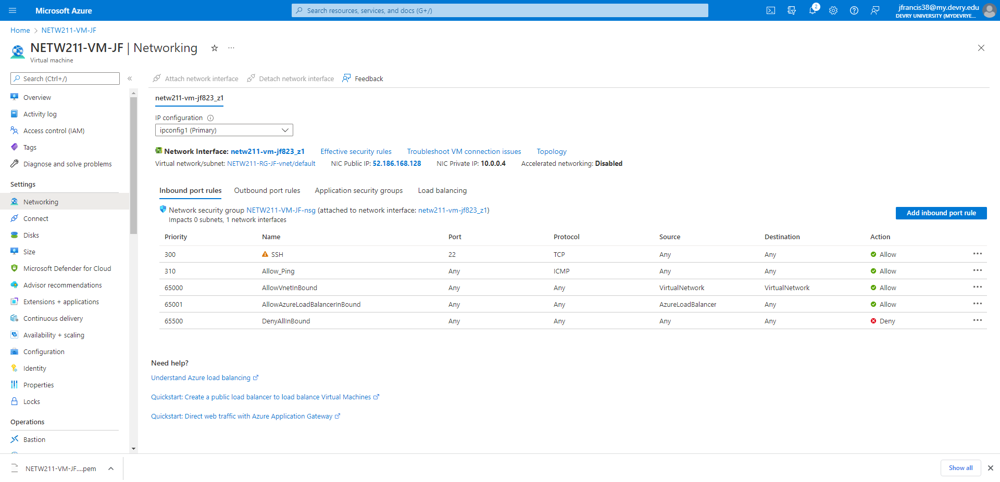 Microsoft Azure
Search resources, services, and docs (G+/)
2
jfrancis38@my.devry.edu
DEVRY UNIVERSITY (MYDEVRYE...
Home > NETW211-VM-JF
NETW211-VM-JF | Networking ...
Virtual machine
Search (Ctrl+/)
«
Overview
Activity log
Access control (IAM)
Tags
Diagnose and solve problems
Settings
Networking
Connect
Disks
Size
Microsoft Defender for Cloud
Advisor recommendations
Extensions + applications
Continuous delivery
Availability + scaling
Configuration
Identity
Properties
Locks
Operations
Bastion
Attach network interface Detach network interface Feedback
netw211-vm-jf823_z1
IP configuration
ipconfig1 (Primary)
Network Interface: netw211-vm-jf823_z1 Effective security rules Troubleshoot VM connection issues Topology
Virtual network/subnet: NETW211-RG-JF-vnet/default NIC Public IP: 52.186.168.128 NIC Private IP: 10.0.0.4 Accelerated networking: Disabled
Inbound port rules Outbound port rules Application security groups Load balancing
Network security group NETW211-VM-JF-nsg (attached to network interface: netw211-vm-jf823_z1)
Impacts 0 subnets, 1 network interfaces
Add inbound port rule
Priority Name Port Protocol Source Destination Action
300 SSH 22 TCP Any Any Allow ...
310 Allow_Ping Any ICMP Any Any Allow ...
65000 AllowVnetInBound Any Any VirtualNetwork VirtualNetwork Allow ...
65001 AllowAzureLoadBalancerInBound Any Any AzureLoadBalancer Any Allow ...
65500 DenyAllInBound Any Any Any Any Deny ...
Need help?
Understand Azure load balancing
Quickstart: Create a public load balancer to load balance Virtual Machines
Quickstart: Direct web traffic with Azure Application Gateway
NETW211-VM-JF....pem
Show all